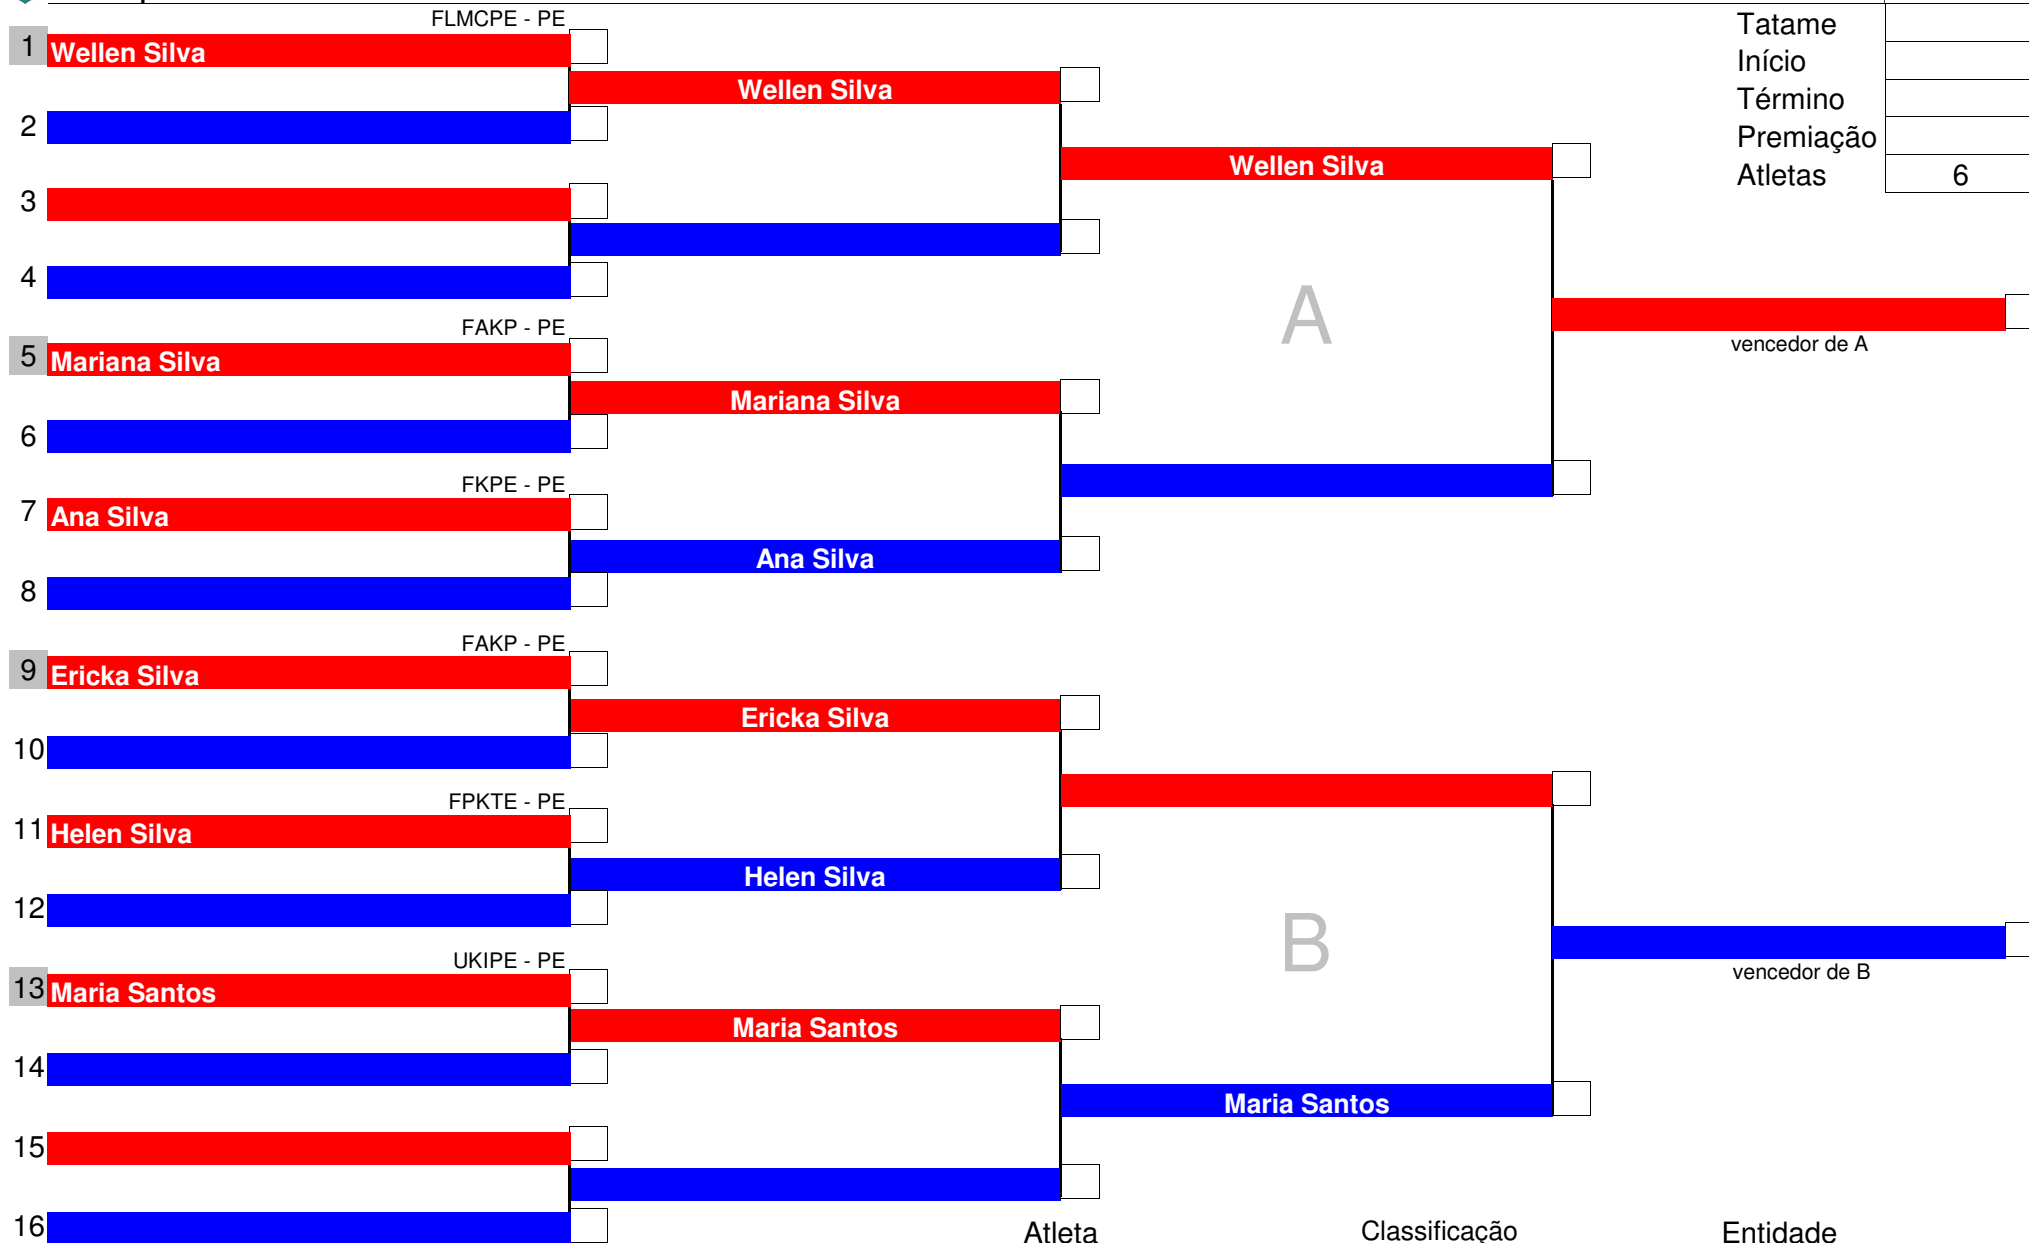 FLMCPE - PE
Tatame
1 Wellen Silva
Início
Wellen Silva
Término
2
Premiação
Wellen Silva
Atletas 6
3
4
A
FAKP - PE
vencedor de A
5 Mariana Silva
Mariana Silva
6
FKPE - PE
7 Ana Silva
Ana Silva
8
FAKP - PE
9 Ericka Silva
Ericka Silva
10
FPKTE - PE
11 Helen Silva
Helen Silva
12
B
UKIPE - PE
vencedor de B
13 Maria Santos
Maria Santos
14
Maria Santos
15
16
Atleta Classificação Entidade